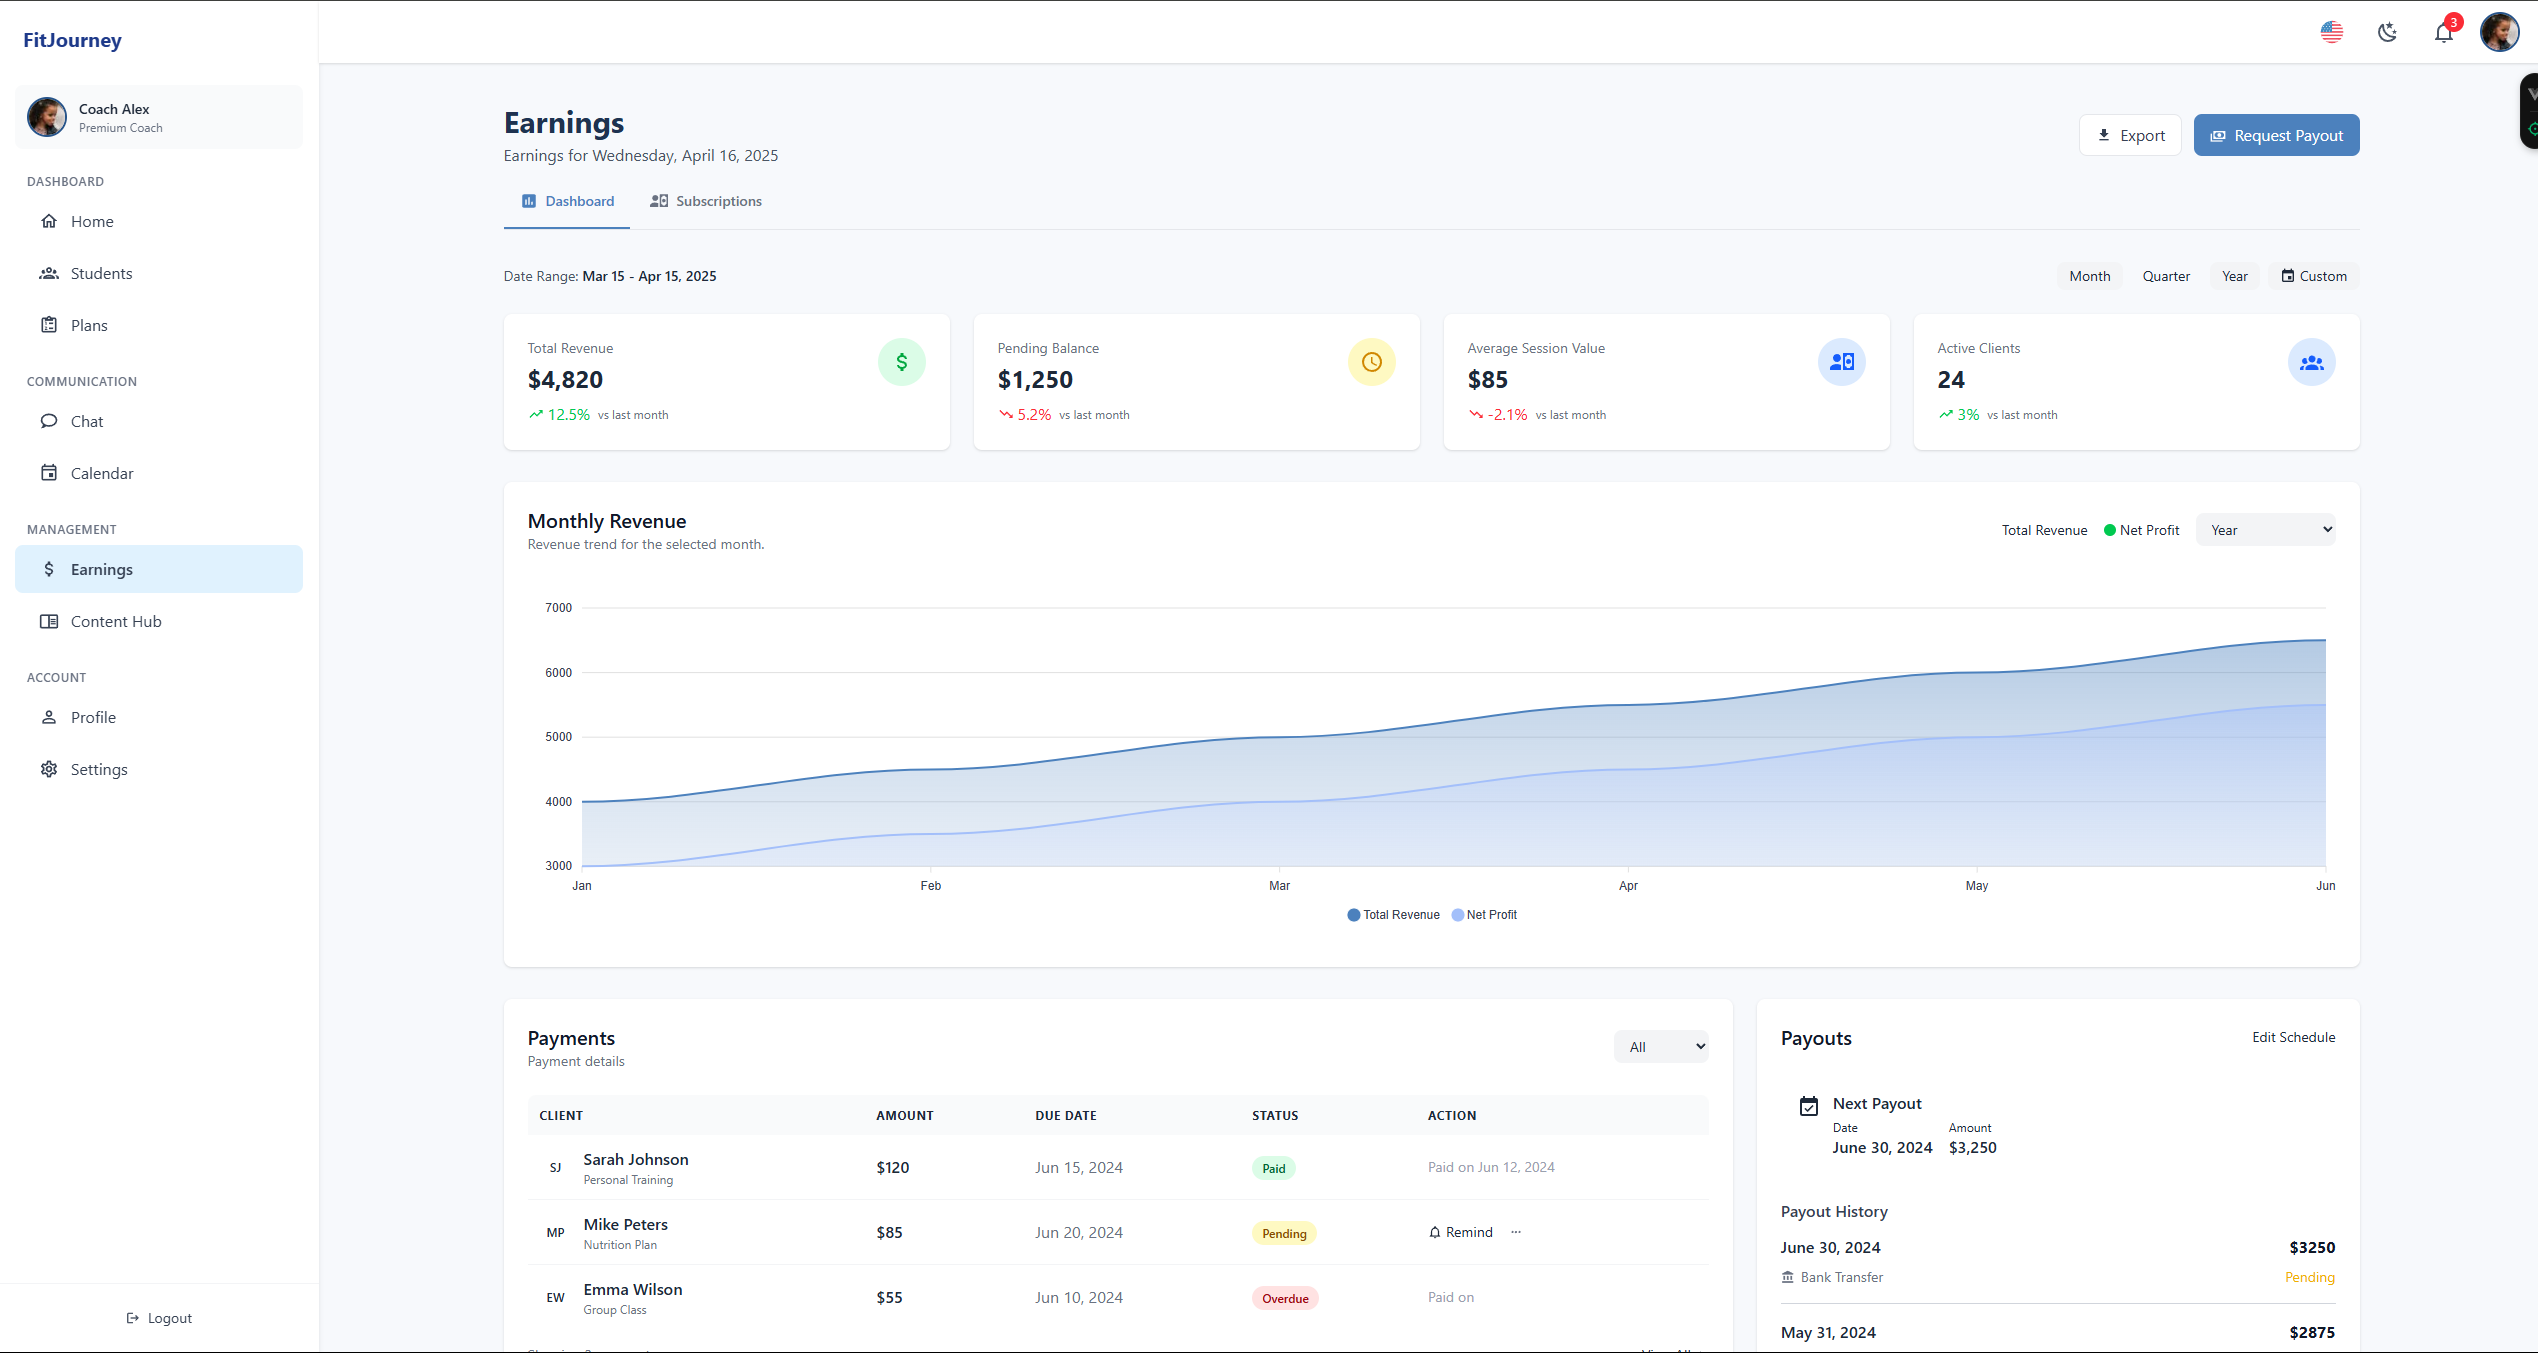 FitJourney
3
Coach Alex
Premium Coach
DASHBOARD
Home
Students
Plans
COMMUNICATION
Chat
Calendar
MANAGEMENT
Earnings
Content Hub
ACCOUNT
Profile
Settings
Logout
Earnings
Earnings for Wednesday, April 16, 2025
Export
Request Payout
Dashboard
Subscriptions
Date Range: Mar 15 - Apr 15, 2025
Month
Quarter
Year
Custom
Total Revenue
$4,820
12.5% vs last month
Pending Balance
$1,250
5.2% vs last month
Average Session Value
$85
-2.1% vs last month
Active Clients
24
3% vs last month
Monthly Revenue
Revenue trend for the selected month.
Total Revenue
Net Profit
Year
7000
6000
5000
4000
3000
Jan
Feb
Mar
Apr
May
Jun
Total Revenue
Net Profit
Payments
Payment details
All
CLIENT AMOUNT DUE DATE STATUS ACTION
SJ Sarah Johnson $120 Jun 15, 2024 Paid Paid on Jun 12, 2024
Personal Training
MP Mike Peters $85 Jun 20, 2024 Pending Remind ...
Nutrition Plan
EW Emma Wilson $55 Jun 10, 2024 Overdue Paid on
Group Class
Payouts
Edit Schedule
Next Payout
Date Amount
June 30, 2024 $3,250
Payout History
June 30, 2024 $3250
Bank Transfer Pending
May 31, 2024 $2875